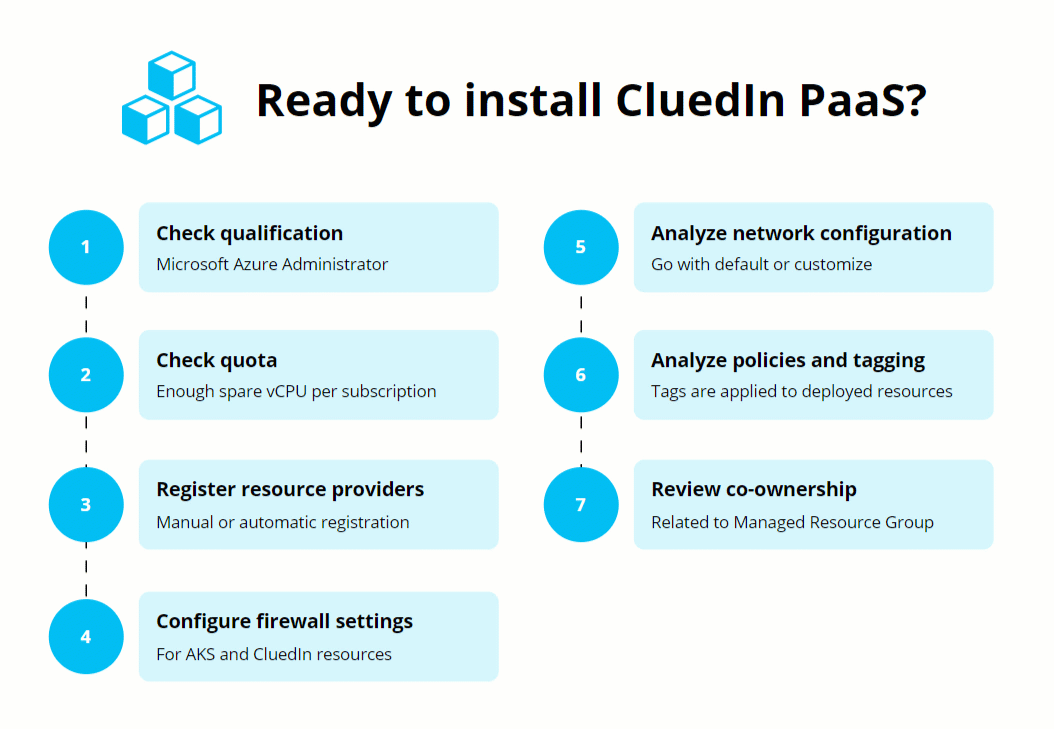 Ready to install CluedIn PaaS?
1
Check qualification
Microsoft Azure Administrator
2
Check quota
Enough spare vCPU per subscription
3
Register resource providers
Manual or automatic registration
4
Configure firewall settings
For AKS and CluedIn resources
5
Analyze network configuration
Go with default or customize
6
Analyze policies and tagging
Tags are applied to deployed resources
7
Review co-ownership
Related to Managed Resource Group